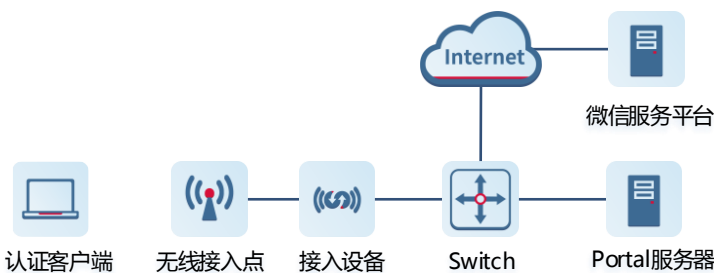 Internet
微信服务平台
认证客户端
无线接入点
接入设备
Switch
Portal服务器